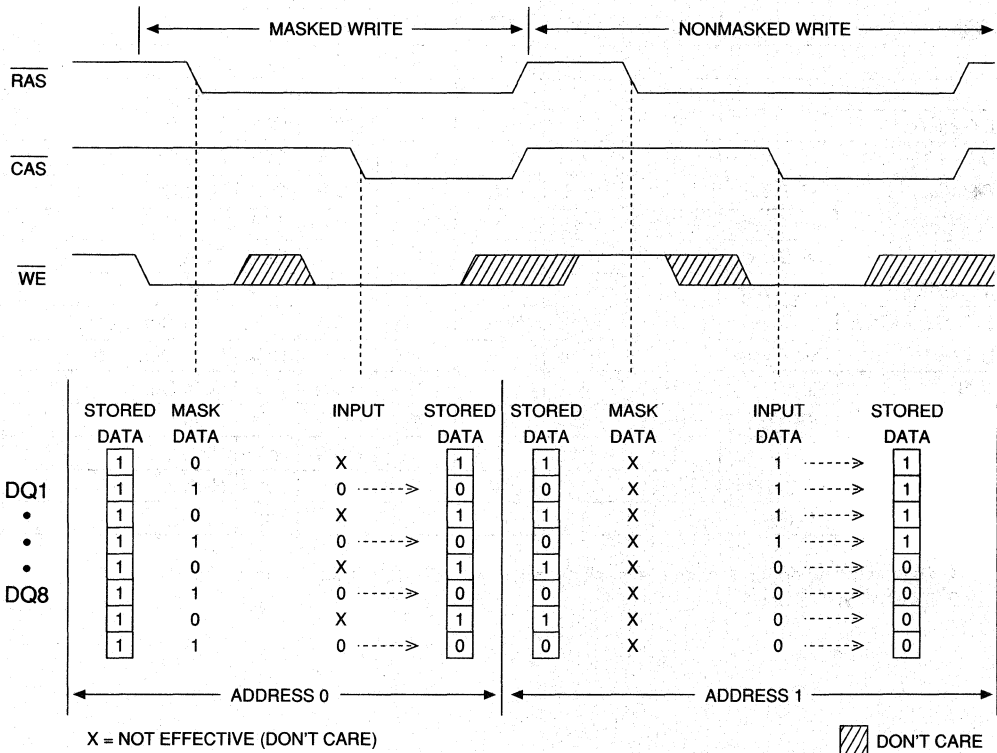 MASKED WRITE NONMASKED WRITE
RAS
CAS
WE
STORED MASK INPUT STORED STORED MASK INPUT STORED
DATA DATA DATA DATA DATA DATA DATA
1 0 X 1 1 X 1 1
DQ1 1 1 0 0 0 X 1 1
• 1 0 X 1 1 X 1 1
• 1 1 0 0 0 X 1 1
• 1 0 X 1 1 X 0 0
DQ8 1 1 0 0 0 X 0 0
1 0 X 1 1 X 0 0
1 1 0 0 0 X 0 0
ADDRESS 0 ADDRESS 1
X = NOT EFFECTIVE (DON'T CARE) DON'T CARE